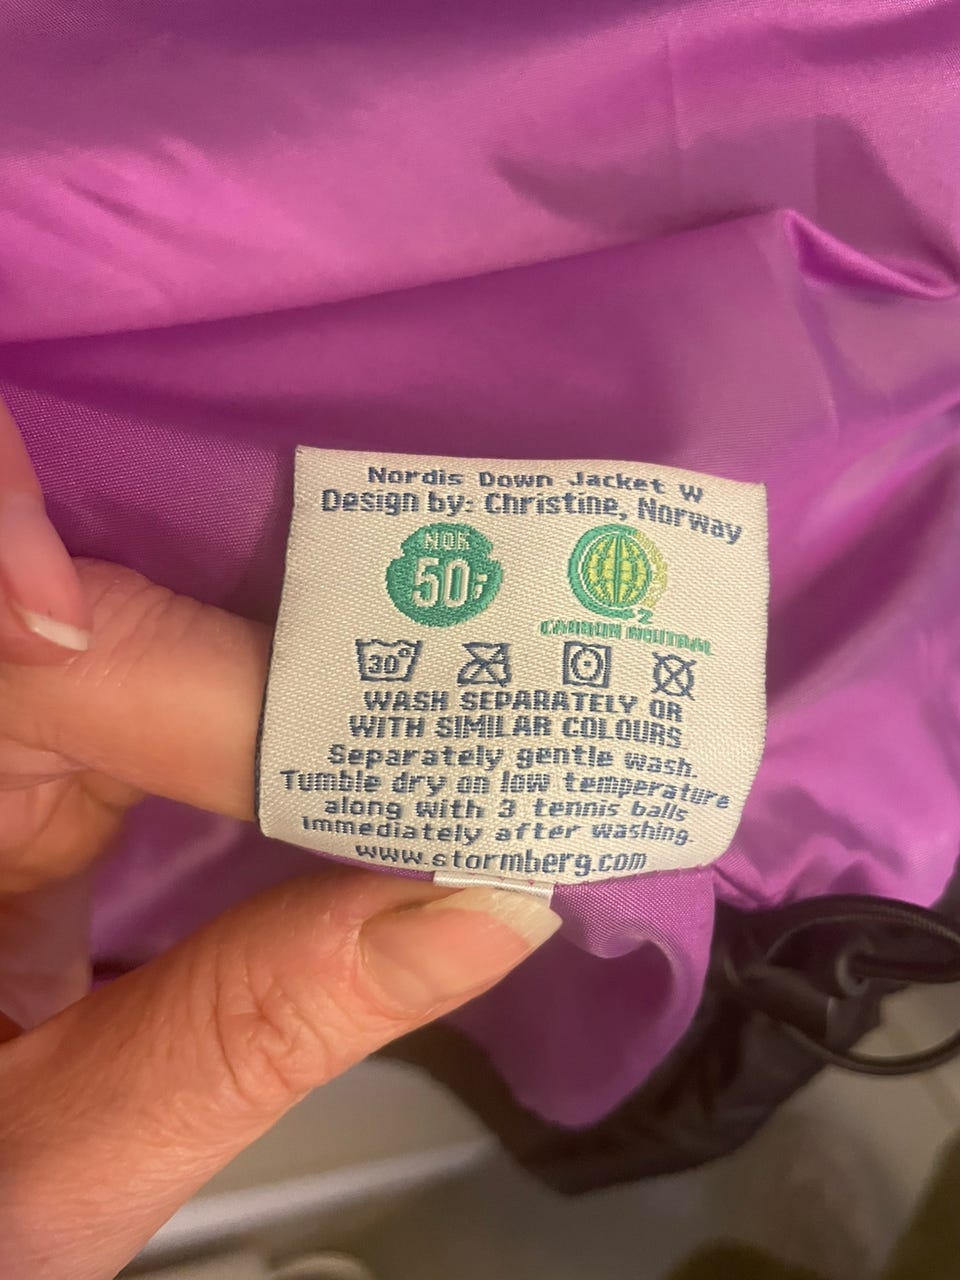 Nordis Down Jacket W
Design by: Christine, Norway
NOK
50;-
2
CARBON NEUTRAL
30°
WASH SEPARATELY OR
WITH SIMILAR COLOURS
Separately gentle wash.
Tumble dry on low temperature
along with 3 tennis balls
immediately after washing.
www.stormberg.com